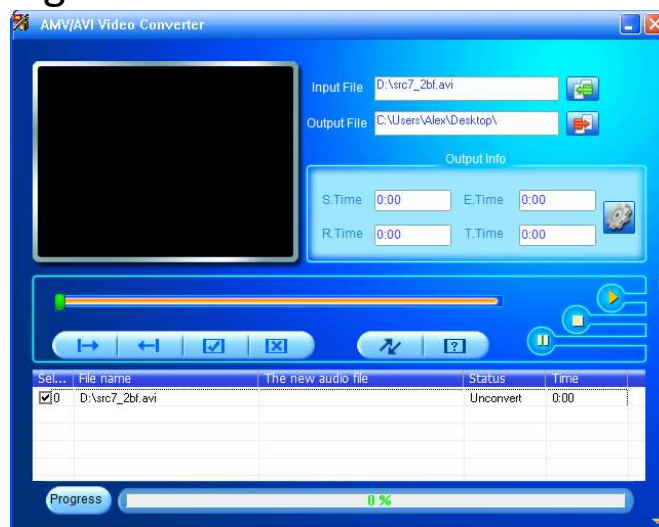 AMV/AVI Video Converter
Input File D:\src7_2bf.avi
Output File C:\Users\Alex\Desktop\
Output Info
S.Time 0:00 E.Time 0:00
R.Time 0:00 T.Time 0:00
Sel... File name The new audio file Status Time
0 D:\src7_2bf.avi Unconvert 0:00
Progress 0 %